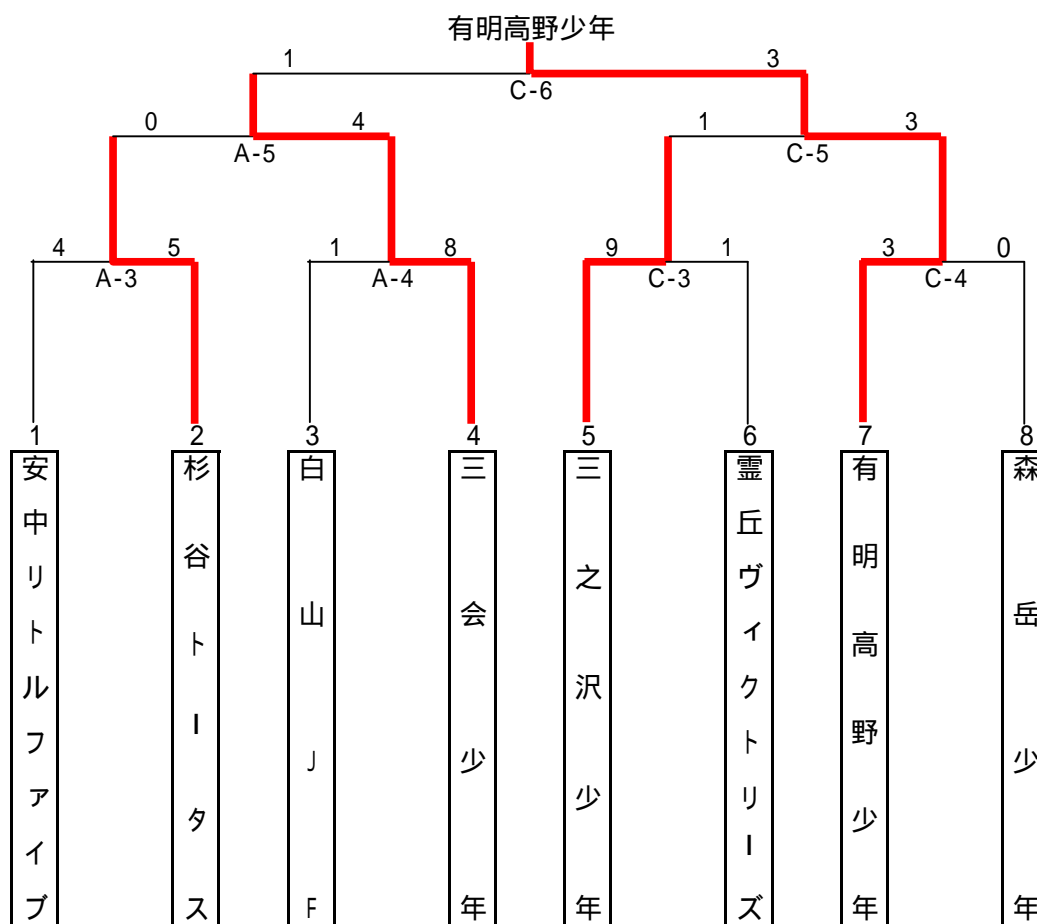 有明高野少年
1 3
C-6
0 4 1 3
A-5 C-5
4 5 1 8 9 1 3 0
A-3 A-4 C-3 C-4
1 2 3 4 5 6 7 8
安中リトルファイブ
杉谷トータス
白山JF
三会少年
三之沢少年
霊丘ヴィクトリーズ
有明高野少年
森岳少年